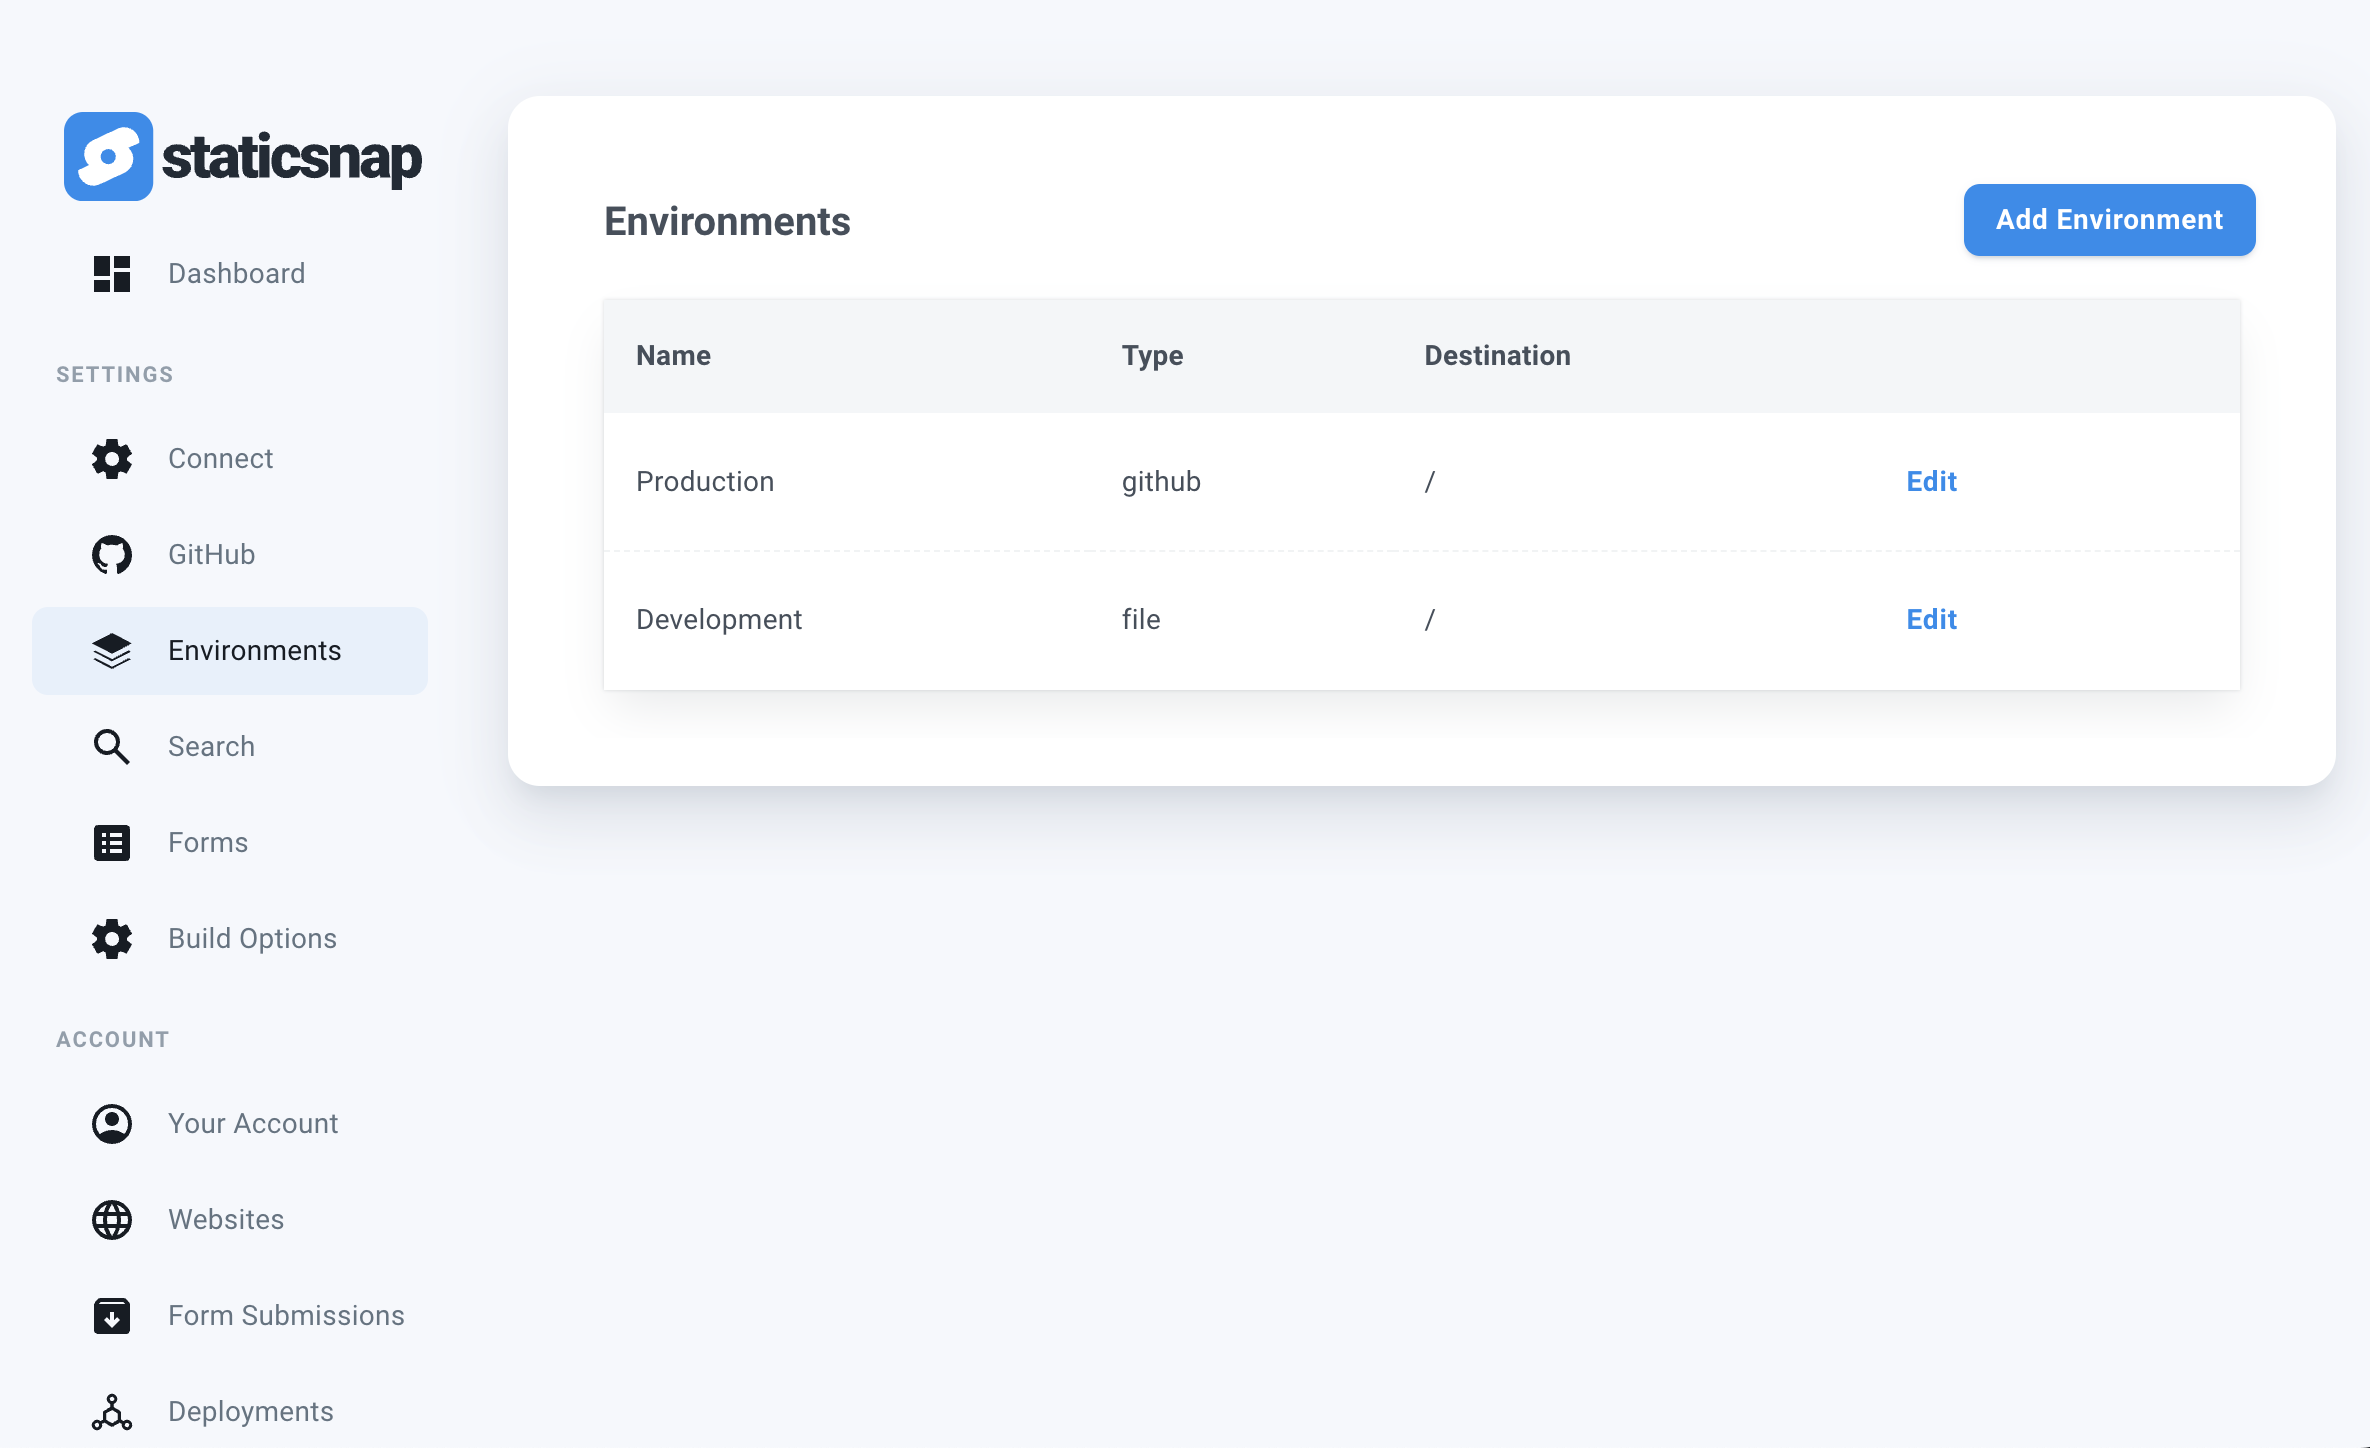 staticsnap
Dashboard
SETTINGS
Connect
GitHub
Environments
Search
Forms
Build Options
ACCOUNT
Your Account
Websites
Form Submissions
Deployments
Environments
Add Environment
Name Type Destination
Production github / Edit
Development file / Edit